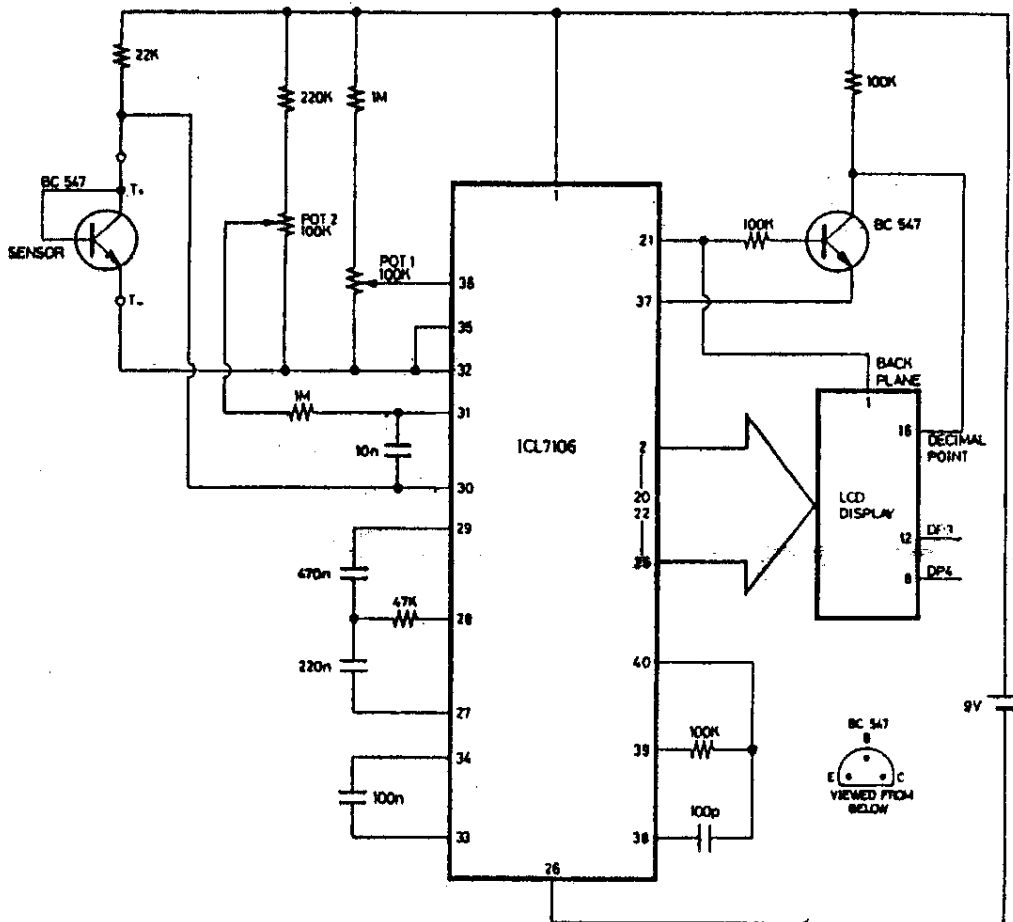 22K
220K
1M
100K
BC 547
T+
SENSOR
T-
POT 2
100K
POT 1
100K
1
36
35
32
31
1M
10n
30
29
470n
47K
28
220n
27
34
100n
33
26
ICL7106
21
100K
BC 547
37
BACK
PLANE
1
16
DECIMAL
POINT
LCD
DISPLAY
12
8
DP4
2
20
22
40
100K
39
100p
38
9V
BC 547
B
E
C
VIEWED FROM
BELOW